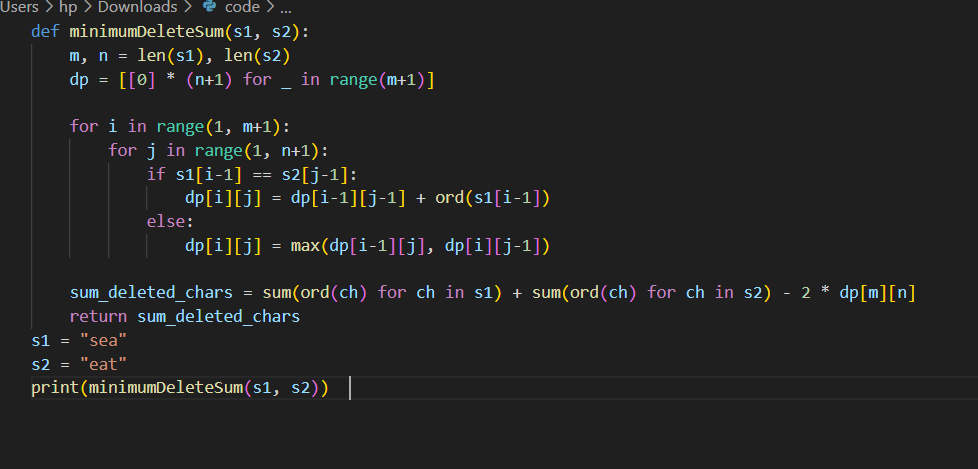 Users > hp > Downloads > code > ...
def minimumDeleteSum(s1, s2):
    m, n = len(s1), len(s2)
    dp = [[0] * (n+1) for _ in range(m+1)]
    for i in range(1, m+1):
        for j in range(1, n+1):
            if s1[i-1] == s2[j-1]:
                dp[i][j] = dp[i-1][j-1] + ord(s1[i-1])
            else:
                dp[i][j] = max(dp[i-1][j], dp[i][j-1])
    sum_deleted_chars = sum(ord(ch) for ch in s1) + sum(ord(ch) for ch in s2) - 2 * dp[m][n]
    return sum_deleted_chars
s1 = "sea"
s2 = "eat"
print(minimumDeleteSum(s1, s2))